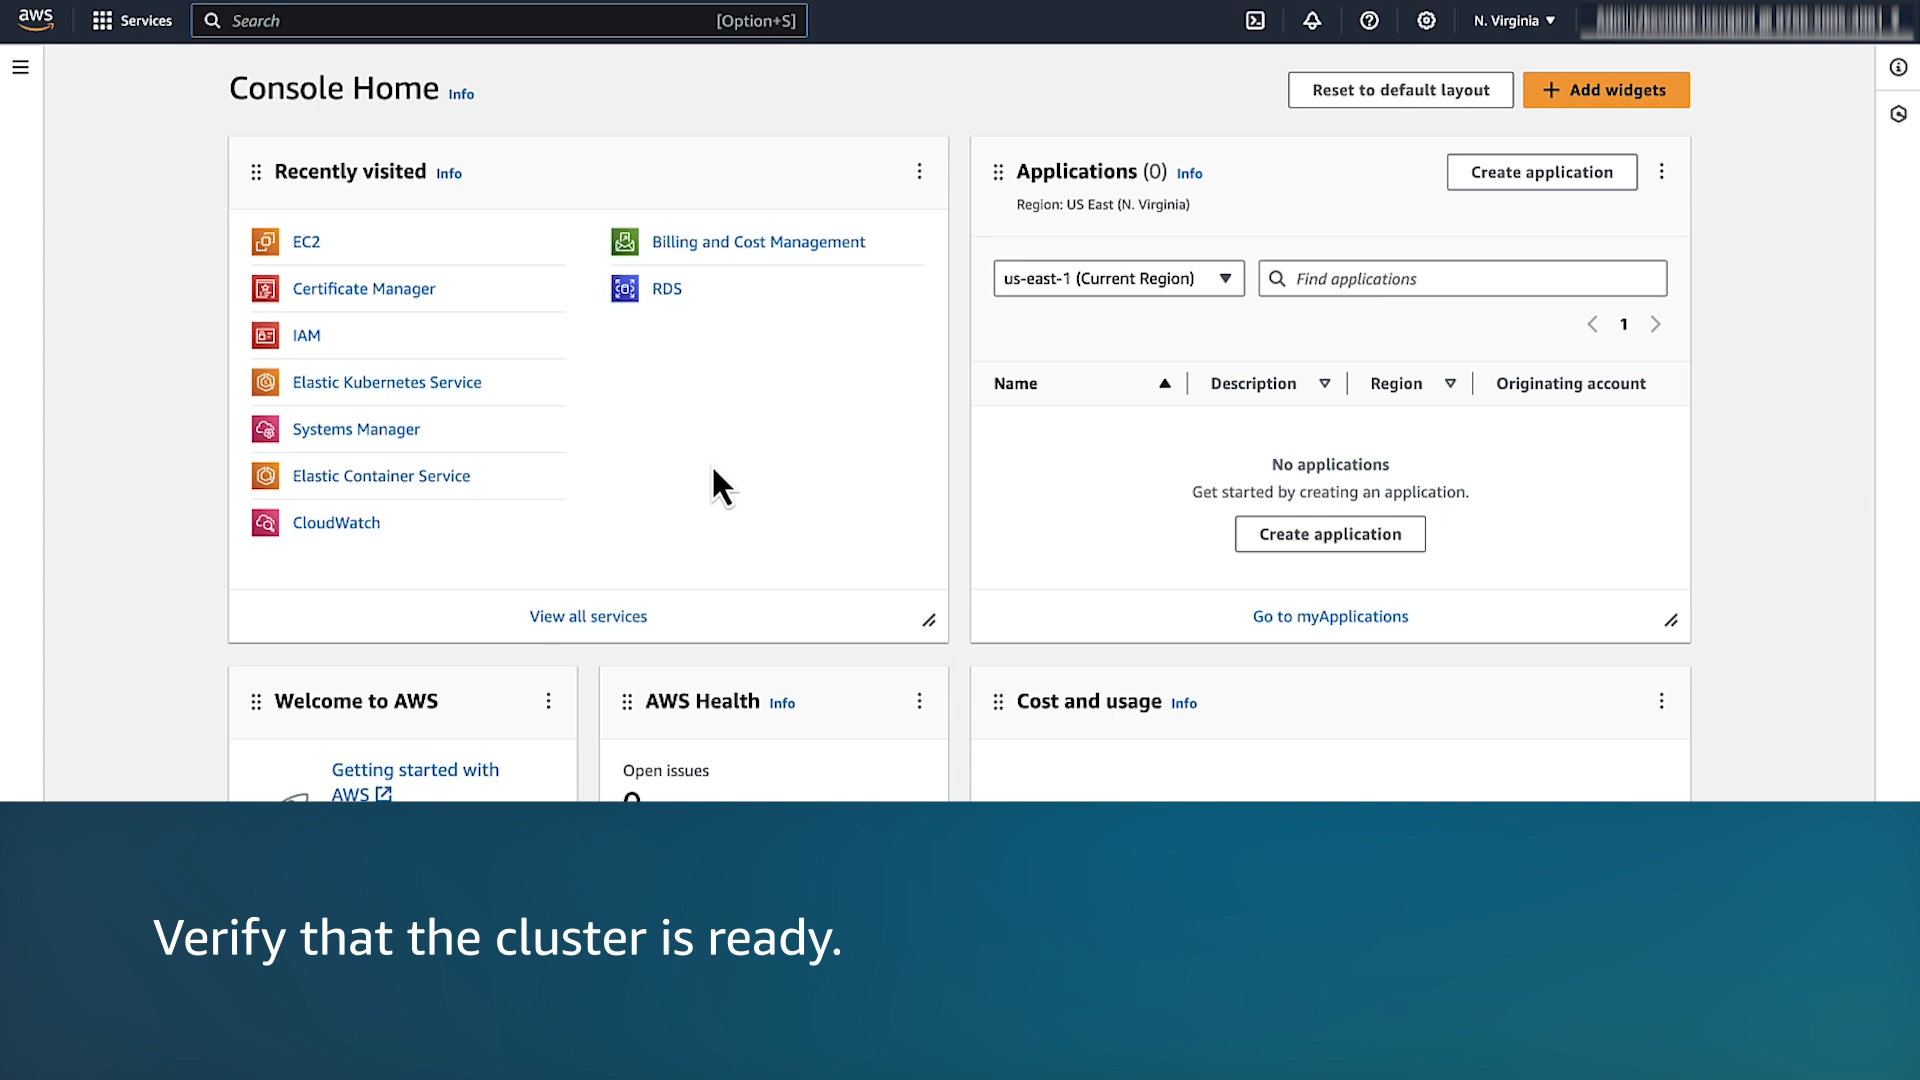 aws
Services
Search
[Option+S]
N. Virginia
Console Home Info
Reset to default layout
Add widgets
Recently visited Info
EC2
Certificate Manager
IAM
Elastic Kubernetes Service
Systems Manager
Elastic Container Service
CloudWatch
Billing and Cost Management
RDS
View all services
Applications (0) Info
Region: US East (N. Virginia)
Create application
us-east-1 (Current Region)
Find applications
1
Name
Description
Region
Originating account
No applications
Get started by creating an application.
Create application
Go to myApplications
Welcome to AWS
Getting started with
AWS
AWS Health Info
Open issues
Cost and usage Info
Verify that the cluster is ready.